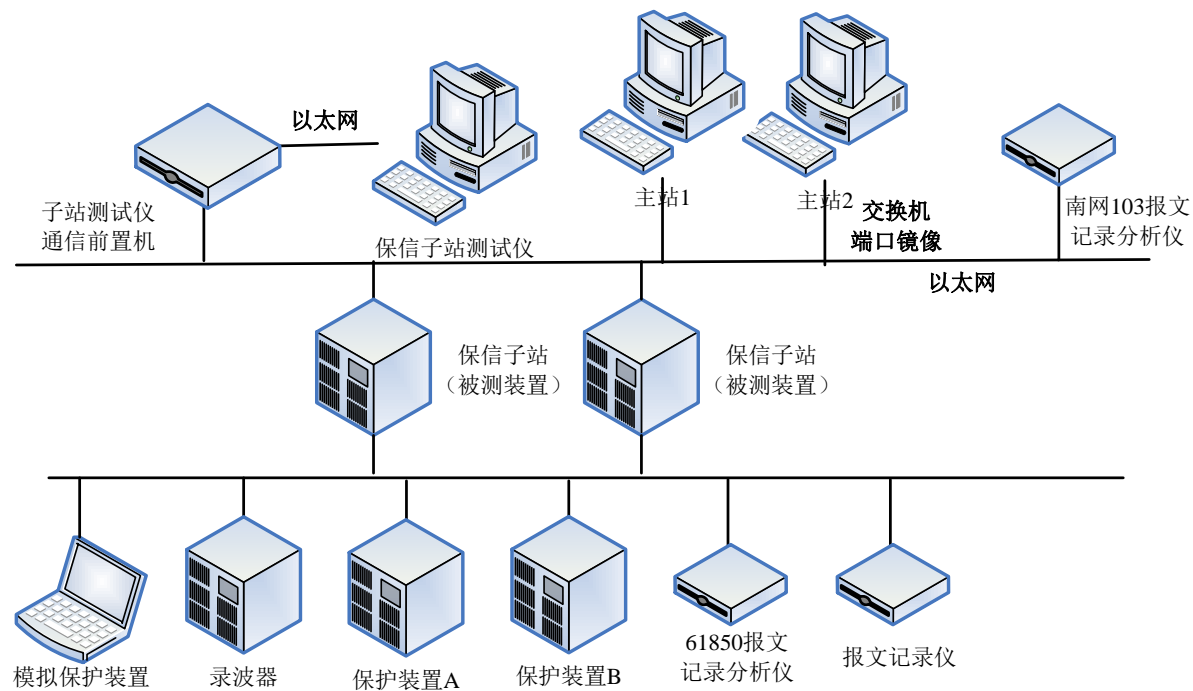 以太网
子站测试仪
通信前置机
保信子站测试仪
主站1
主站2
交换机
端口镜像
南网103报文
记录分析仪
以太网
保信子站
（被测装置）
保信子站
（被测装置）
模拟保护装置
录波器
保护装置A
保护装置B
61850报文
记录分析仪
报文记录仪